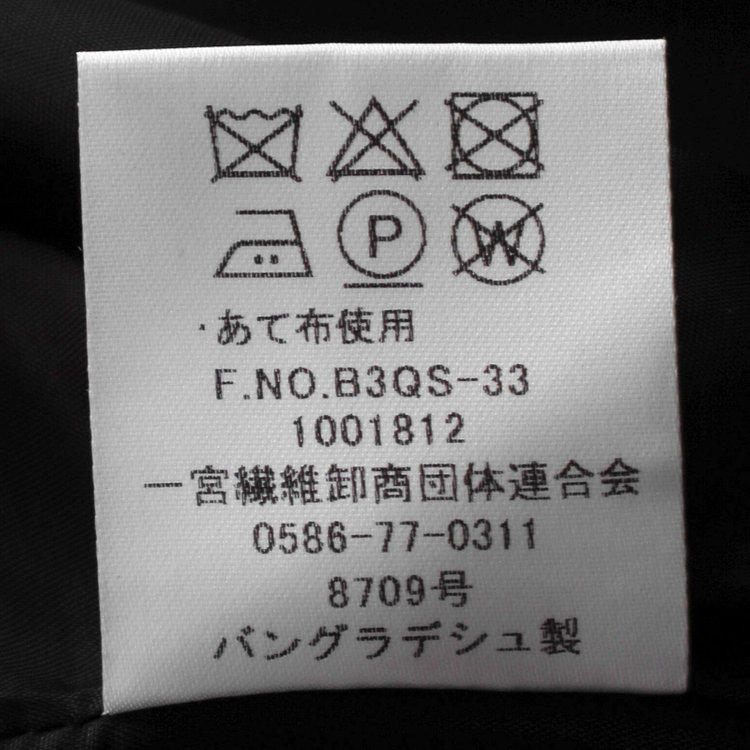 P W
・あて布使用
F.NO.B3QS-33
1001812
一宮繊維卸商団体連合会
0586-77-0311
8709号
バングラデシュ製